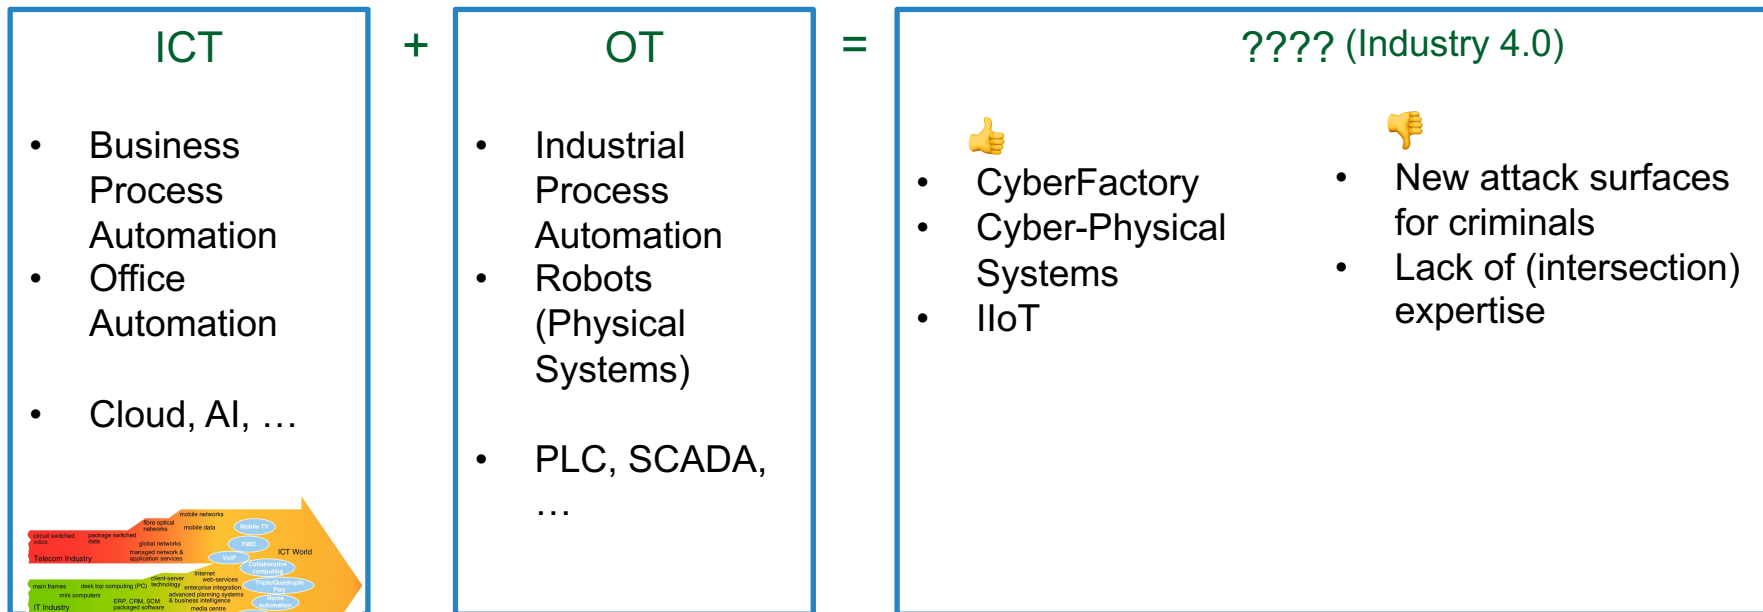 ICT
+
OT
=
???? (Industry 4.0)
• Business
Process
Automation
• Office
Automation
• Cloud, AI, …
mobile networks
fibre optical
networks
mobile data
Mobile TV
circuit switched
voice
package switched
data
global networks
FMC
Telecom Industry
managed network &
application services
VoIP
ICT World
Collaborative
computing
main frames
desk top computing (PC)
client-server
technology
Internet
web-services
enterprise integration
Triple/Quadruple
Play
mini computers
ERP, CRM, SCM
packaged software
advanced planning systems
& business intelligence
Home
automation
IT Industry
media centre
• Industrial
Process
Automation
• Robots
(Physical
Systems)
• PLC, SCADA,
…
👍
• CyberFactory
• Cyber-Physical
Systems
• IIoT
👎
• New attack surfaces
for criminals
• Lack of (intersection)
expertise